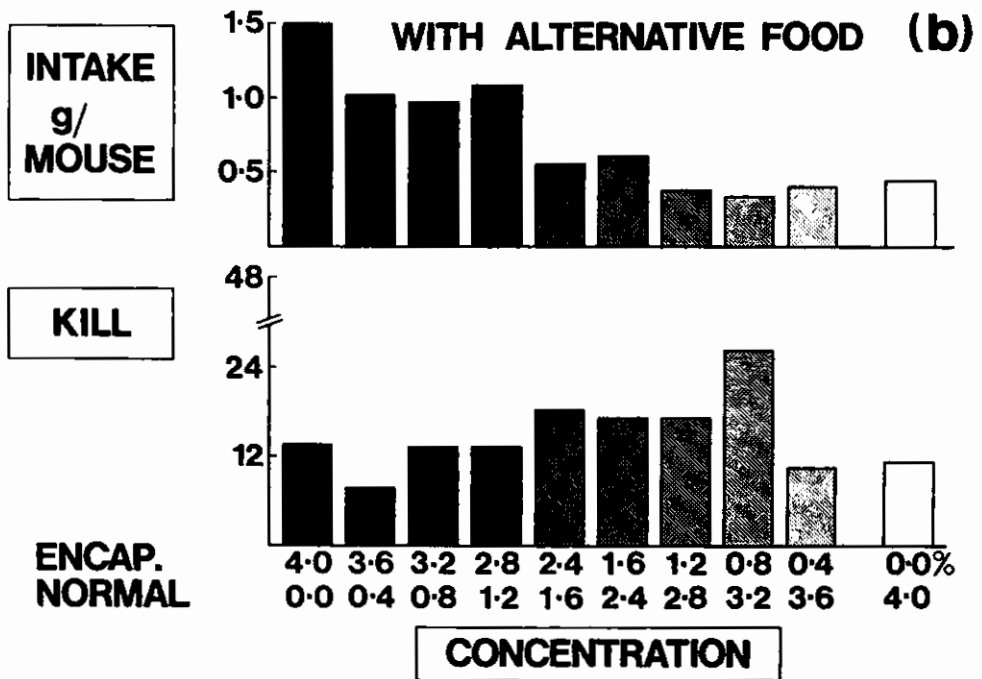 WITH ALTERNATIVE FOOD (b)
INTAKE
g/
MOUSE
1·5
1·0
0·5
KILL
48
24
12
ENCAP. 4·0 3·6 3·2 2·8 2·4 1·6 1·2 0·8 0·4 0·0%
NORMAL 0·0 0·4 0·8 1·2 1·6 2·4 2·8 3·2 3·6 4·0
CONCENTRATION